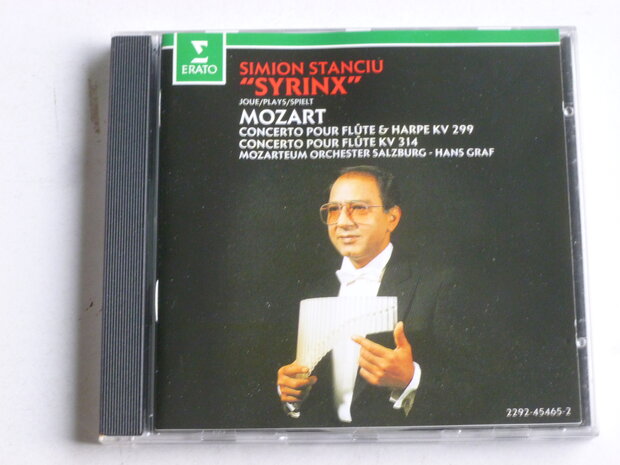 ERATO
SIMION STANCIU
“SYRINX”
JOUE/PLAYS/SPIELT
MOZART
CONCERTO POUR FLÛTE & HARPE KV 299
CONCERTO POUR FLÛTE KV 314
MOZARTEUM ORCHESTER SALZBURG - HANS GRAF
2292-45465-2